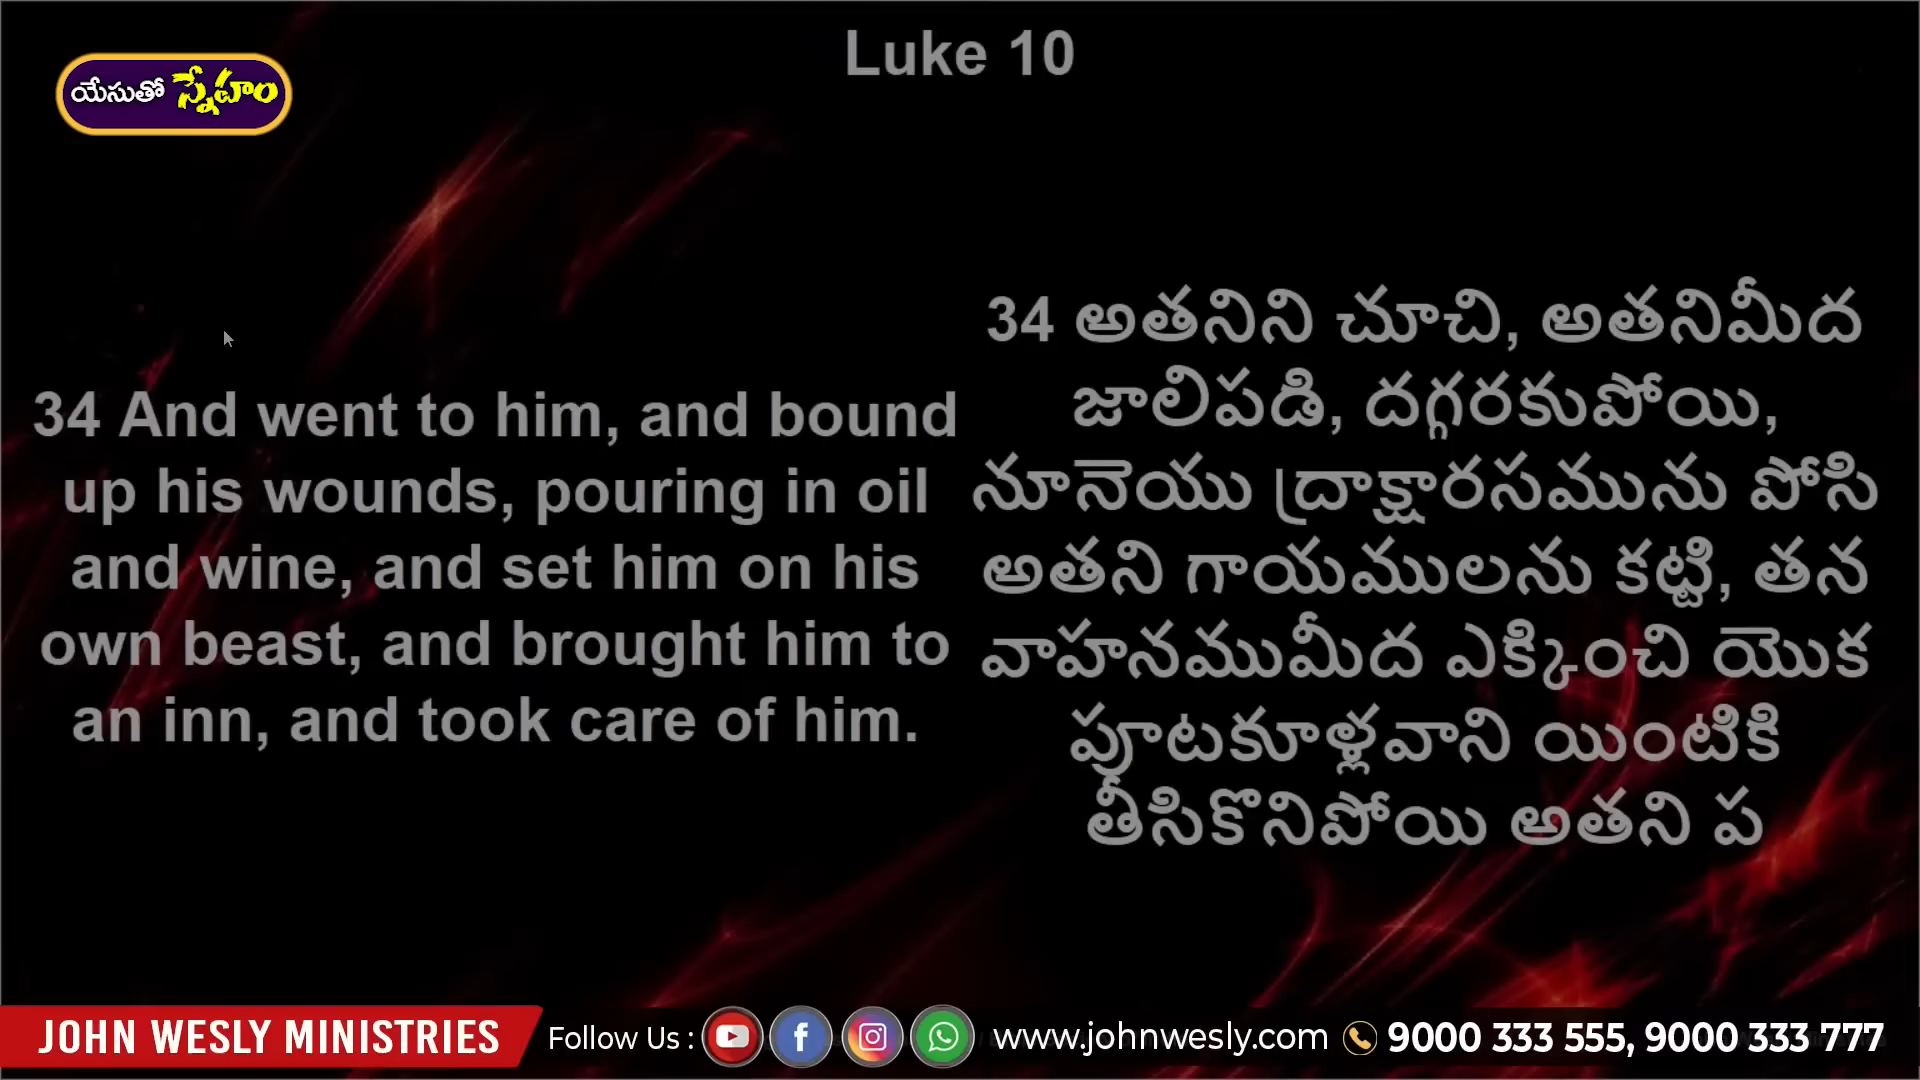 Luke 10
యేసుతో స్నేహం
34 And went to him, and bound
up his wounds, pouring in oil
and wine, and set him on his
own beast, and brought him to
an inn, and took care of him.
34 అతనిని చూచి, అతనిమీద
జాలిపడి, దగ్గరకుపోయి,
నూనెయు ద్రాక్షారసమును పోసి
అతని గాయములను కట్టి, తన
వాహనముమీద ఎక్కించి యొక
పూటకూళ్లవాని యింటికి
తీసికొనిపోయి అతని ప
JOHN WESLY MINISTRIES Follow Us : www.johnwesly.com 9000 333 555, 9000 333 777